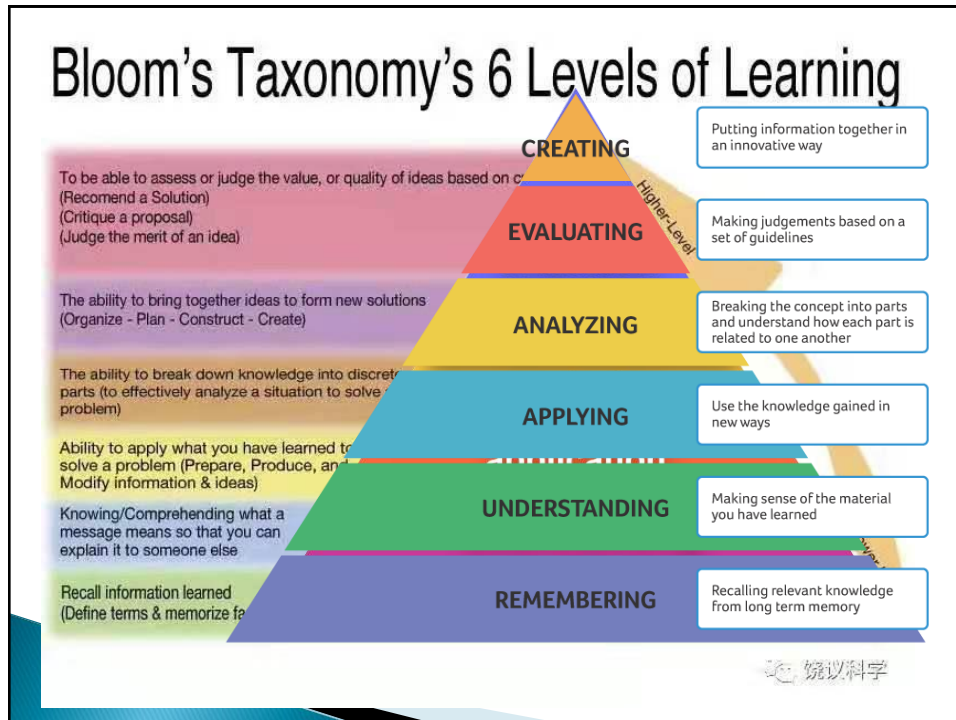 Bloom's Taxonomy's 6 Levels of Learning
CREATING
Putting information together in
an innovative way
To be able to assess or judge the value, or quality of ideas based on
(Recomend a Solution)
(Critique a proposal)
(Judge the merit of an idea)
Higher-Level
EVALUATING
Making judgements based on a
set of guidelines
The ability to bring together ideas to form new solutions
(Organize - Plan - Construct - Create)
ANALYZING
Breaking the concept into parts
and understand how each part is
related to one another
The ability to break down knowledge into discrete
parts (to effectively analyze a situation to solve
problem)
APPLYING
Use the knowledge gained in
new ways
Ability to apply what you have learned to
solve a problem (Prepare, Produce, and
Modify information & ideas)
UNDERSTANDING
Making sense of the material
you have learned
Knowing/Comprehending what a
message means so that you can
explain it to someone else
REMEMBERING
Recalling relevant knowledge
from long term memory
Recall information learned
(Define terms & memorize
饶议科学